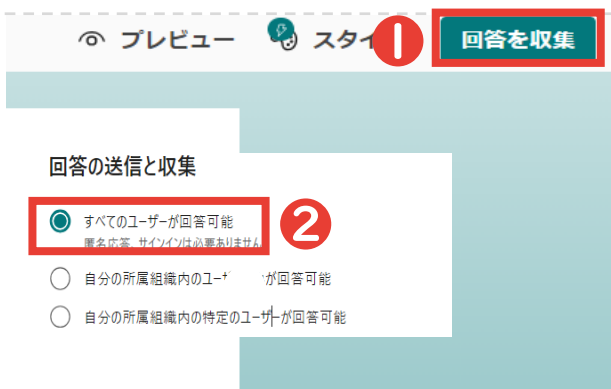 プレビュー スタイ 1 回答を収集
回答の送信と収集
すべてのユーザーが回答可能 2
匿名応答、サインインは必要ありません
自分の所属組織内のユー が回答可能
自分の所属組織内の特定のユーザーが回答可能